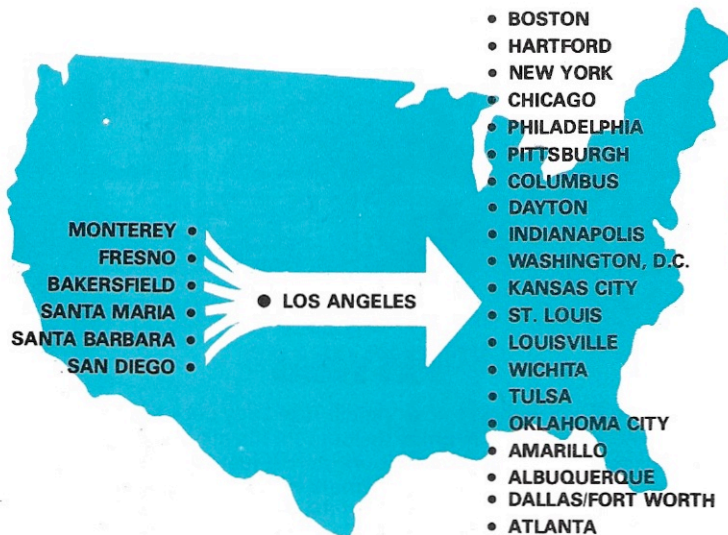 MONTEREY •
FRESNO •
BAKERSFIELD •
SANTA MARIA •
SANTA BARBARA •
SAN DIEGO •
• LOS ANGELES
• BOSTON
• HARTFORD
• NEW YORK
• CHICAGO
• PHILADELPHIA
• PITTSBURGH
• COLUMBUS
• DAYTON
• INDIANAPOLIS
• WASHINGTON, D.C.
• KANSAS CITY
• ST. LOUIS
• LOUISVILLE
• WICHITA
• TULSA
• OKLAHOMA CITY
• AMARILLO
• ALBUQUERQUE
• DALLAS/FORT WORTH
• ATLANTA